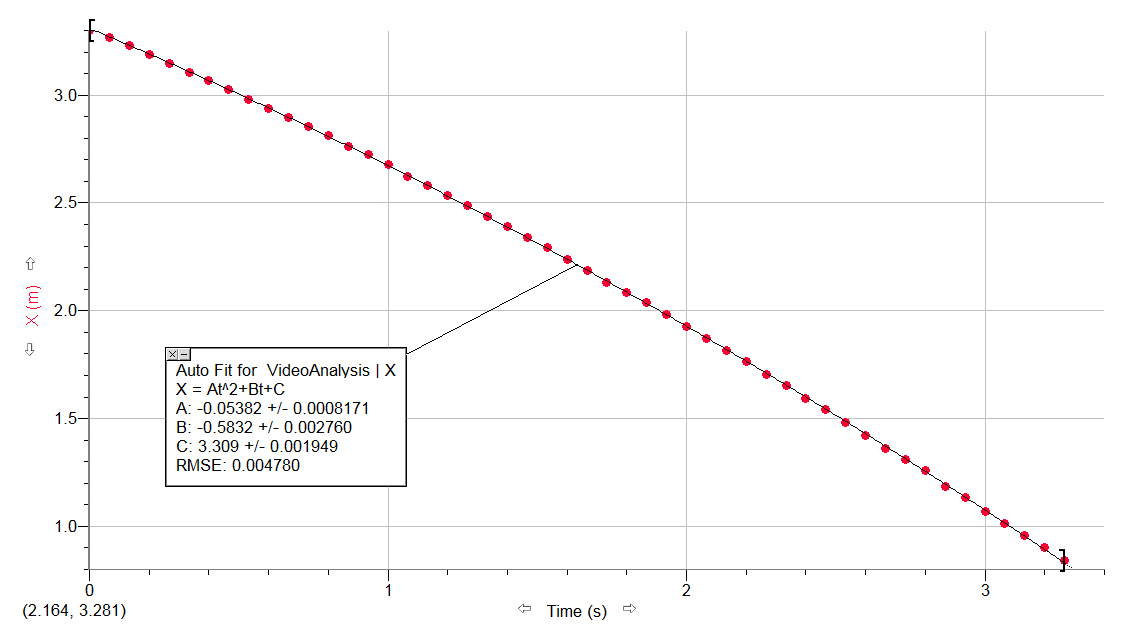 3.0
2.5
2.0
1.5
1.0
X (m)
Auto Fit for VideoAnalysis | X
X = At^2+Bt+C
A: -0.05382 +/- 0.0008171
B: -0.5832 +/- 0.002760
C: 3.309 +/- 0.001949
RMSE: 0.004780
0 1 2 3
(2.164, 3.281)
Time (s)